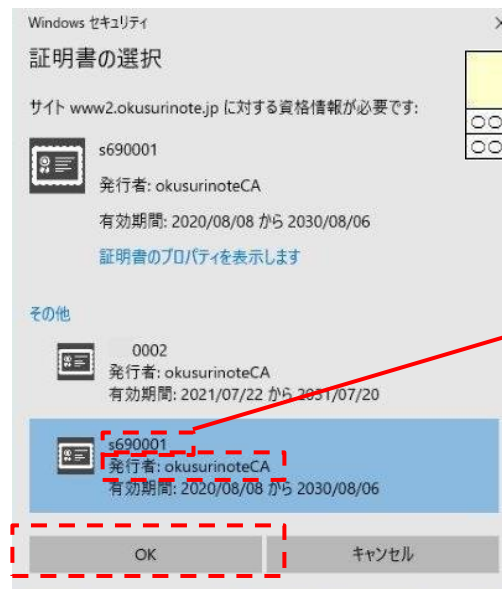 Windows セキュリティ
証明書の選択
サイト www2.okusurinote.jp に対する資格情報が必要です:
s690001
発行者: okusurinoteCA
有効期間: 2020/08/08 から 2030/08/06
証明書のプロパティを表示します
その他
0002
発行者: okusurinoteCA
有効期間: 2021/07/22 から 2031/07/20
s690001
発行者: okusurinoteCA
有効期間: 2020/08/08 から 2030/08/06
OK
キャンセル
○○
○○